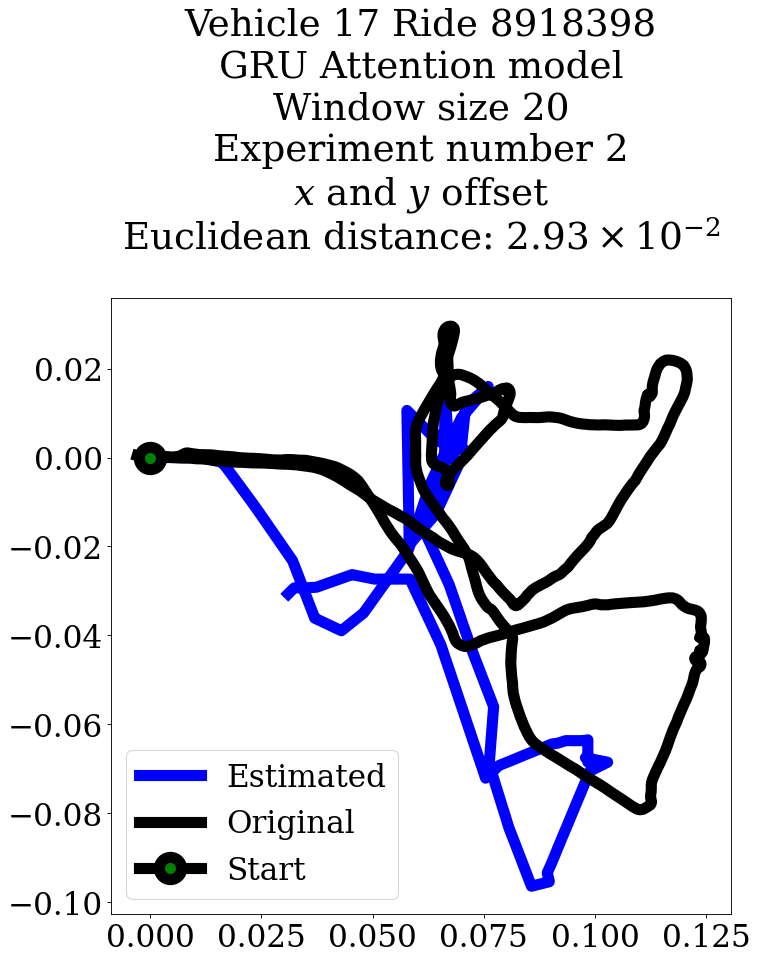 Vehicle 17 Ride 8918398
GRU Attention model
Window size 20
Experiment number 2
x and y offset
Euclidean distance: 2.93 × 10⁻²
0.02
0.00
−0.02
−0.04
−0.06
−0.08
−0.10
Estimated
Original
Start
0.000 0.025 0.050 0.075 0.100 0.125